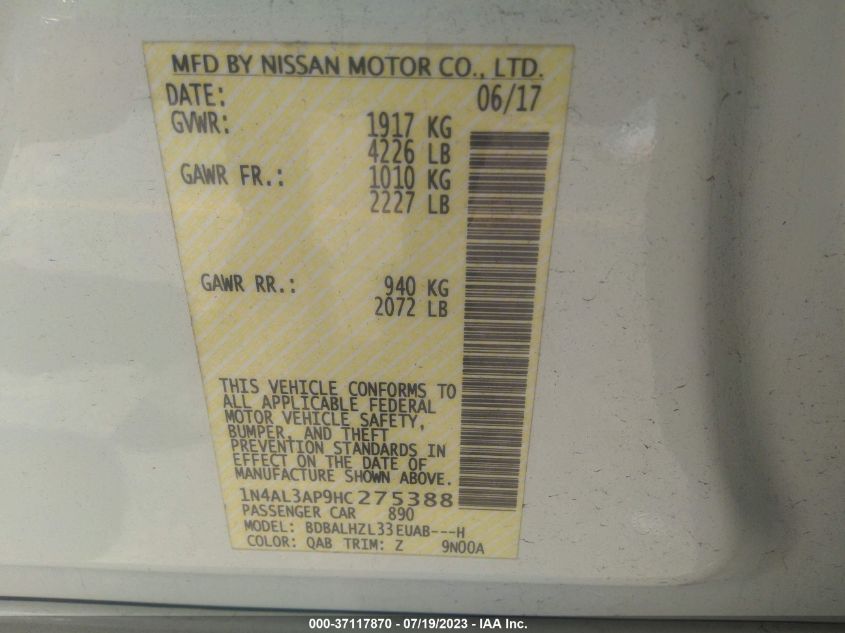 MFD BY NISSAN MOTOR CO., LTD.
DATE: 06/17
GVWR: 1917 KG
4226 LB
GAWR FR.: 1010 KG
2227 LB
GAWR RR.: 940 KG
2072 LB
THIS VEHICLE CONFORMS TO
ALL APPLICABLE FEDERAL
MOTOR VEHICLE SAFETY,
BUMPER, AND THEFT
PREVENTION STANDARDS IN
EFFECT ON THE DATE OF
MANUFACTURE SHOWN ABOVE.
1N4AL3AP9HC275388
PASSENGER CAR 890
MODEL: BDBALHZL33EUAB---H
COLOR: QAB TRIM: Z 9N00A
000-37117870 / 07/19/2023 - IAA Inc.